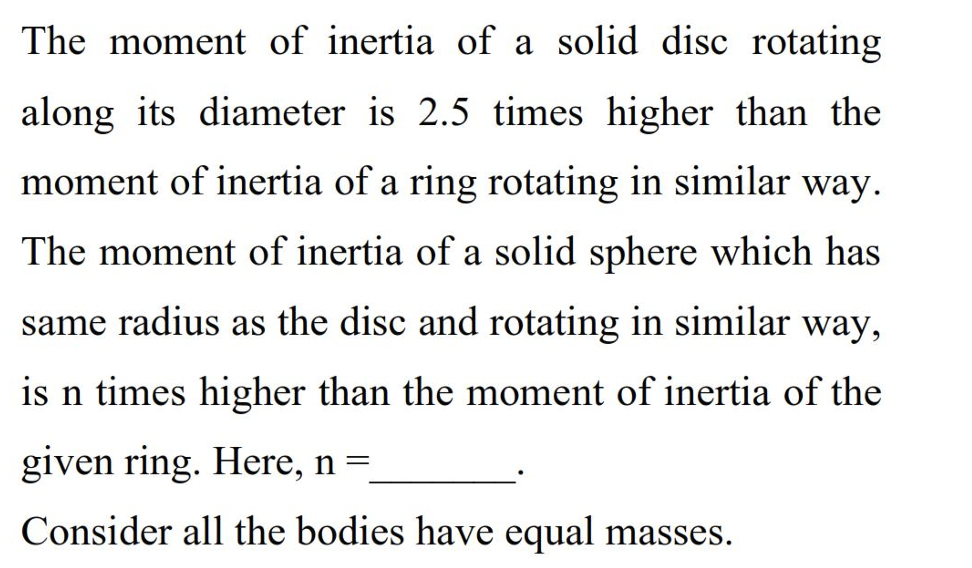 The moment of inertia of a solid disc rotating
along its diameter is 2.5 times higher than the
moment of inertia of a ring rotating in similar way.
The moment of inertia of a solid sphere which has
same radius as the disc and rotating in similar way,
is n times higher than the moment of inertia of the
given ring. Here, n =_______.
Consider all the bodies have equal masses.